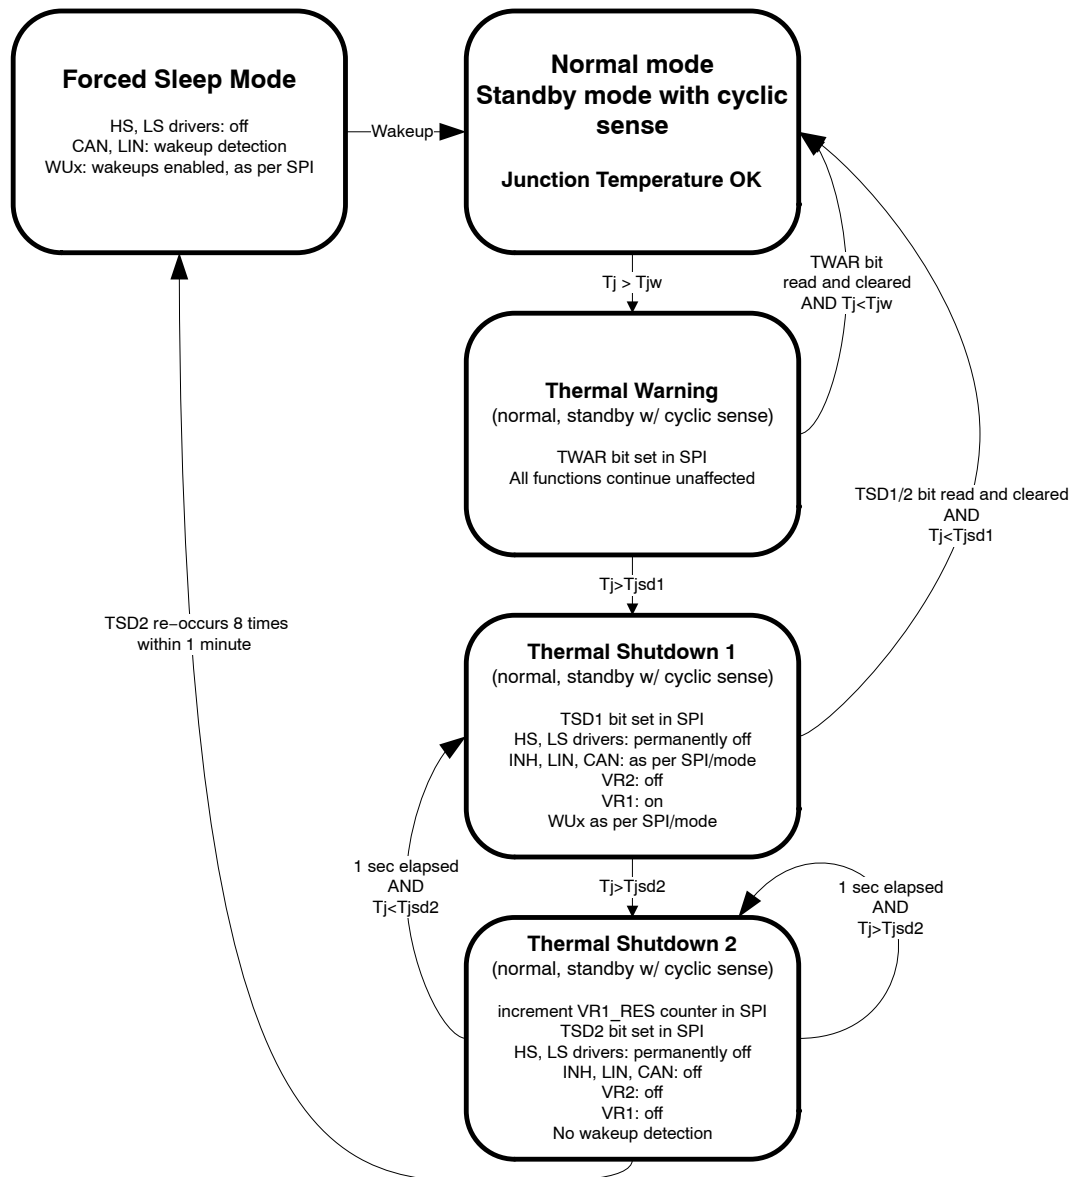 Forced Sleep Mode
HS, LS drivers: off
CAN, LIN: wakeup detection
WUx: wakeups enabled, as per SPI
Wakeup
Normal mode
Standby mode with cyclic
sense
Junction Temperature OK
Tj > Tjw
TWAR bit
read and cleared
AND Tj<Tjw
Thermal Warning
(normal, standby w/ cyclic sense)
TWAR bit set in SPI
All functions continue unaffected
TSD1/2 bit read and cleared
AND
Tj<Tjsd1
Tj>Tjsd1
TSD2 re−occurs 8 times
within 1 minute
Thermal Shutdown 1
(normal, standby w/ cyclic sense)
TSD1 bit set in SPI
HS, LS drivers: permanently off
INH, LIN, CAN: as per SPI/mode
VR2: off
VR1: on
WUx as per SPI/mode
1 sec elapsed
AND
Tj<Tjsd2
Tj>Tjsd2
1 sec elapsed
AND
Tj>Tjsd2
Thermal Shutdown 2
(normal, standby w/ cyclic sense)
increment VR1_RES counter in SPI
TSD2 bit set in SPI
HS, LS drivers: permanently off
INH, LIN, CAN: off
VR2: off
VR1: off
No wakeup detection